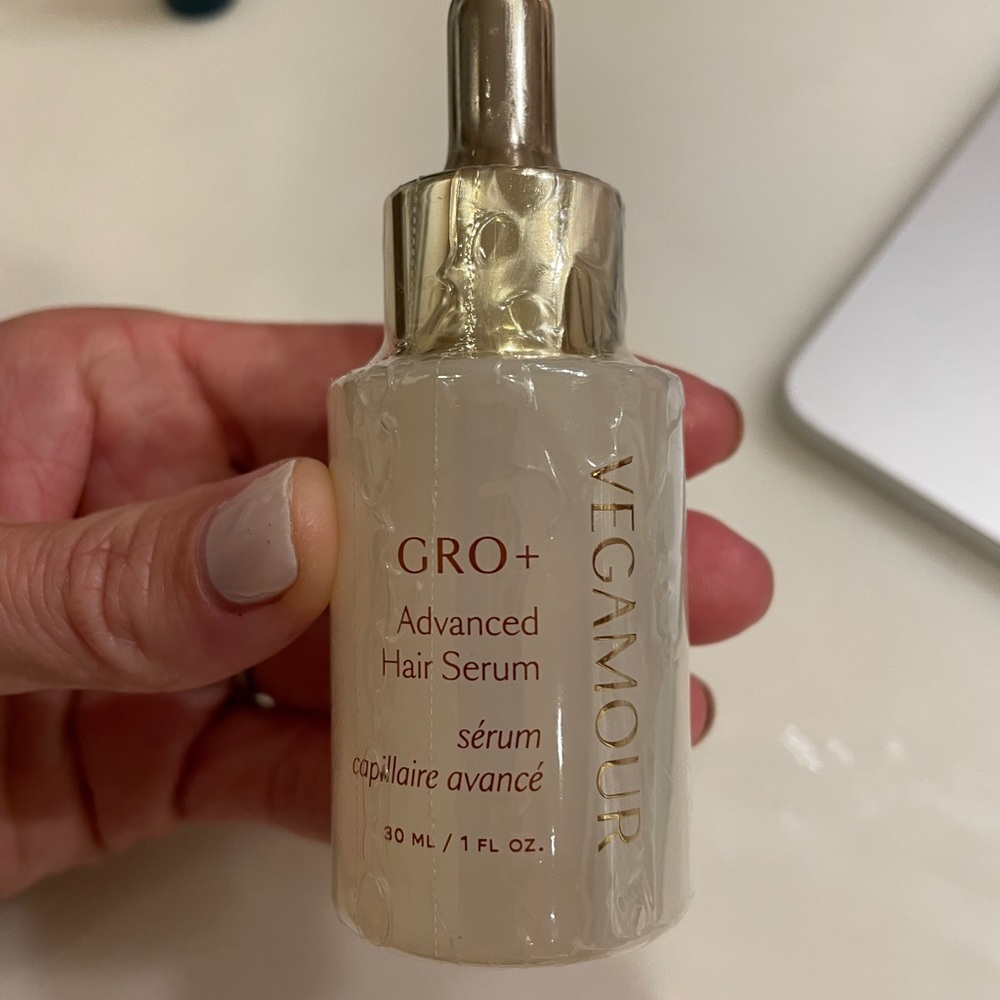 GRO+
Advanced
Hair Serum
sérum
capillaire avancé
30 ML / 1 FL OZ.
VEGAMOUR